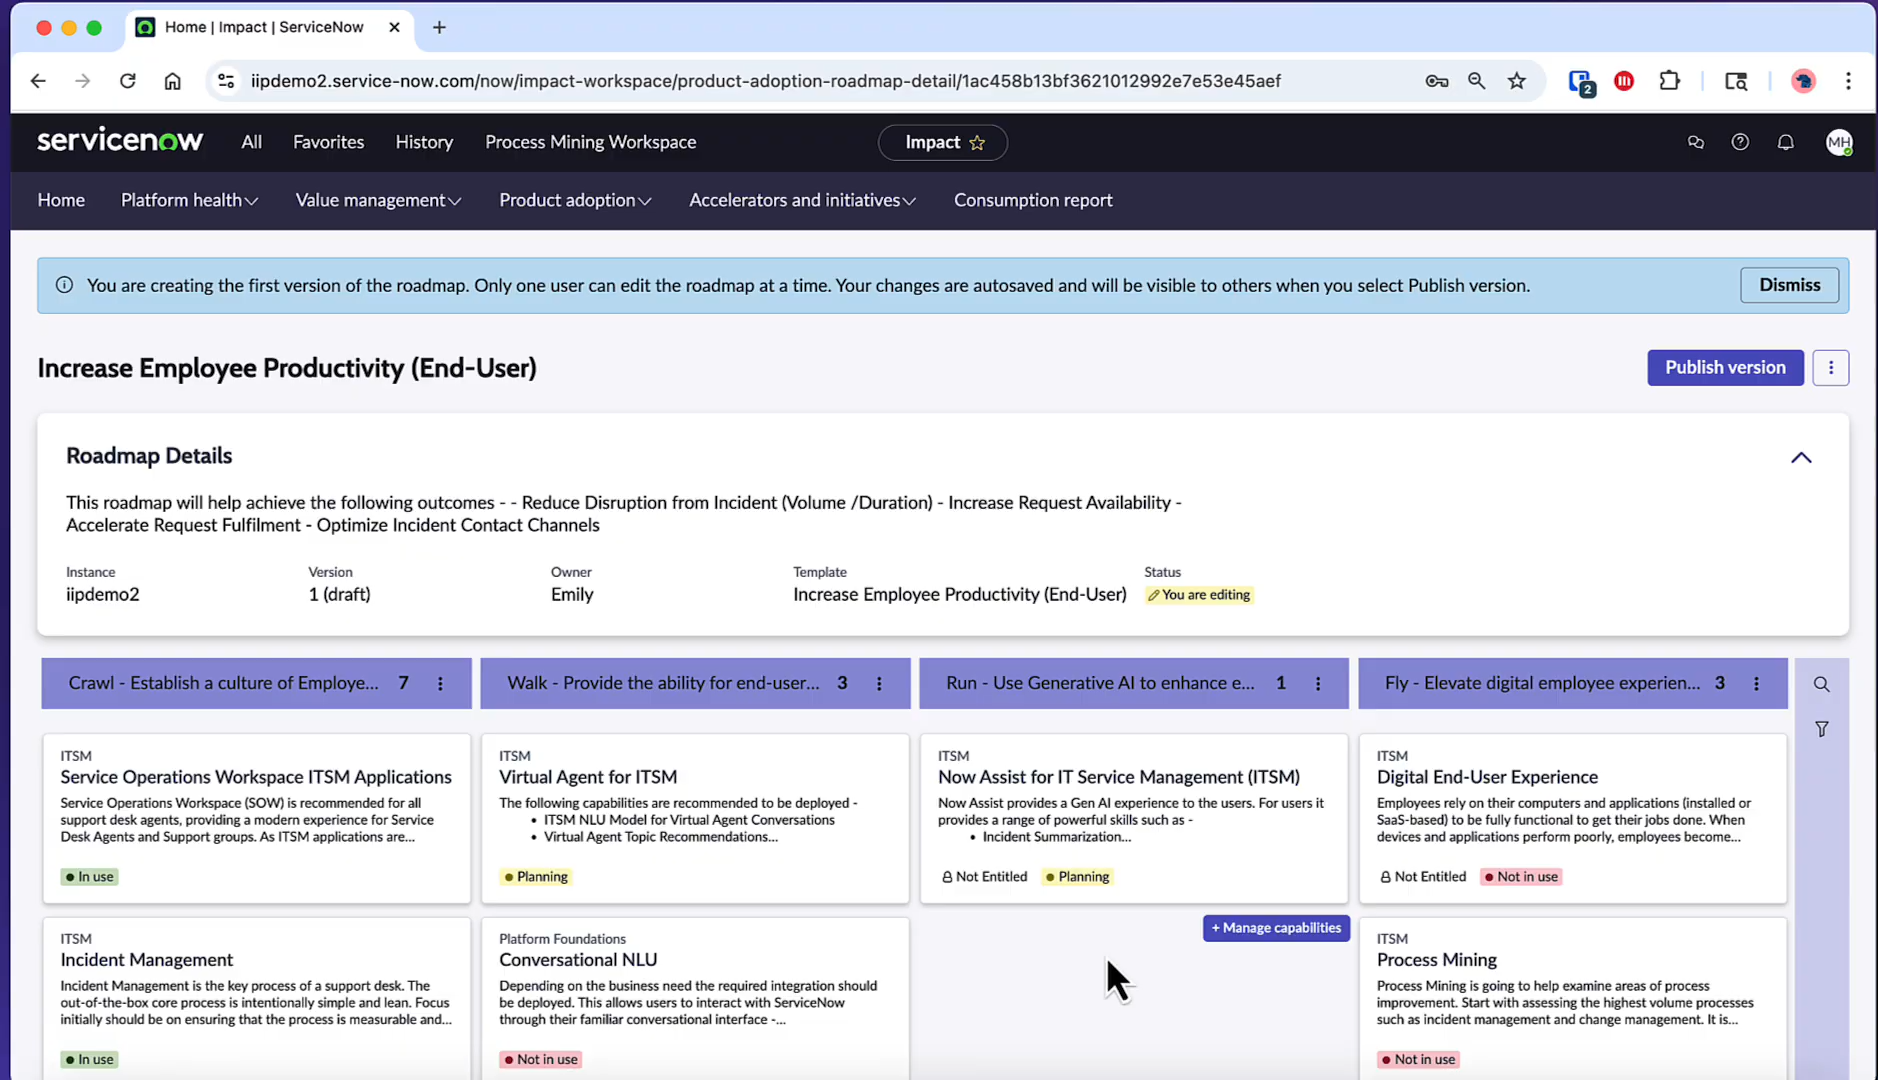 Home | Impact | ServiceNow
iipdemo2.service-now.com/now/impact-workspace/product-adoption-roadmap-detail/1ac458b13bf3621012992e7e53e45aef
2
servicenow All Favorites History Process Mining Workspace Impact MH
Home Platform health Value management Product adoption Accelerators and initiatives Consumption report
You are creating the first version of the roadmap. Only one user can edit the roadmap at a time. Your changes are autosaved and will be visible to others when you select Publish version. Dismiss
Increase Employee Productivity (End-User) Publish version
Roadmap Details
This roadmap will help achieve the following outcomes - - Reduce Disruption from Incident (Volume /Duration) - Increase Request Availability -
Accelerate Request Fulfilment - Optimize Incident Contact Channels
Instance Version Owner Template Status
iipdemo2 1 (draft) Emily Increase Employee Productivity (End-User) You are editing
Crawl - Establish a culture of Employe... 7
ITSM
Service Operations Workspace ITSM Applications
Service Operations Workspace (SOW) is recommended for all
support desk agents, providing a modern experience for Service
Desk Agents and Support groups. As ITSM applications are...
In use
ITSM
Incident Management
Incident Management is the key process of a support desk. The
out-of-the-box core process is intentionally simple and lean. Focus
initially should be on ensuring that the process is measurable and...
In use
Walk - Provide the ability for end-user... 3
ITSM
Virtual Agent for ITSM
The following capabilities are recommended to be deployed -
• ITSM NLU Model for Virtual Agent Conversations
• Virtual Agent Topic Recommendations...
Planning
Platform Foundations
Conversational NLU
Depending on the business need the required integration should
be deployed. This allows users to interact with ServiceNow
through their familiar conversational interface -...
Not in use
Run - Use Generative AI to enhance e... 1
ITSM
Now Assist for IT Service Management (ITSM)
Now Assist provides a Gen AI experience to the users. For users it
provides a range of powerful skills such as -
• Incident Summarization...
Not Entitled Planning
+ Manage capabilities
Fly - Elevate digital employee experien... 3
ITSM
Digital End-User Experience
Employees rely on their computers and applications (installed or
SaaS-based) to be fully functional to get their jobs done. When
devices and applications perform poorly, employees become...
Not Entitled Not in use
ITSM
Process Mining
Process Mining is going to help examine areas of process
improvement. Start with assessing the highest volume processes
such as incident management and change management. It is...
Not in use